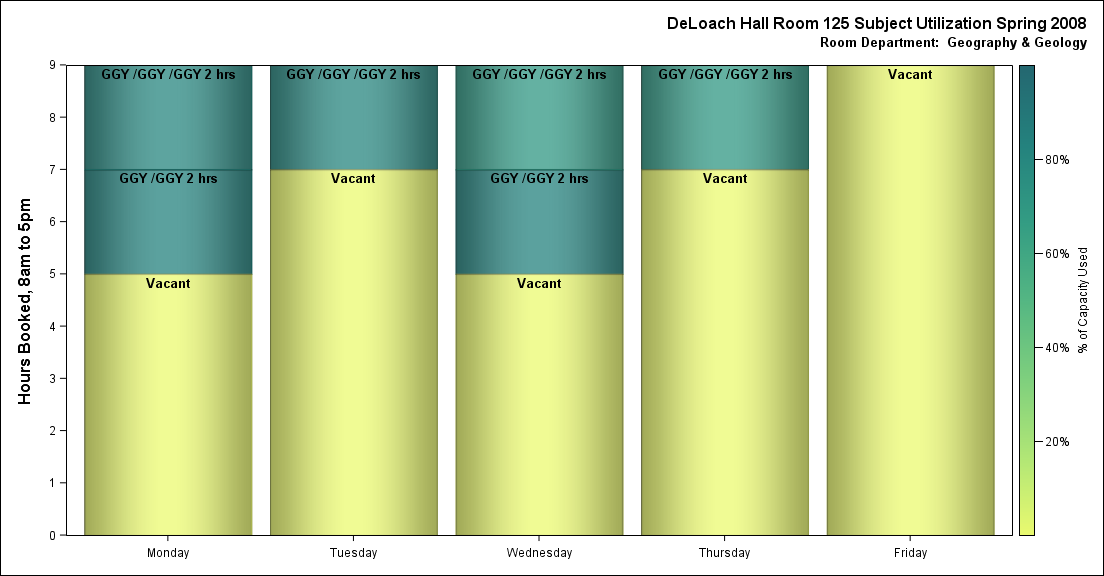 DeLoach Hall Room 125 Subject Utilization Spring 2008
Room Department:  Geography & Geology
Hours Booked, 8am to 5pm
9
8
7
6
5
4
3
2
1
0
GGY /GGY /GGY 2 hrs
GGY /GGY 2 hrs
Vacant
GGY /GGY /GGY 2 hrs
Vacant
GGY /GGY /GGY 2 hrs
GGY /GGY 2 hrs
Vacant
GGY /GGY /GGY 2 hrs
Vacant
Vacant
Monday
Tuesday
Wednesday
Thursday
Friday
80%
60%
40%
20%
% of Capacity Used